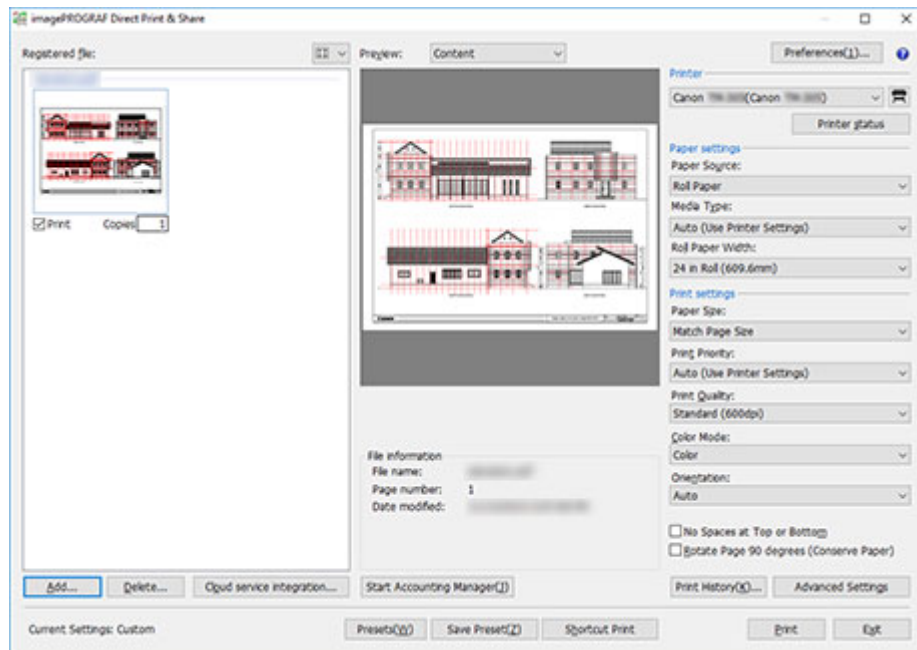 imagePROGRAF Direct Print & Share
Registered file:
Preview: Content
Preferences(1)...
Printer
Canon (Canon )
Printer status
Paper settings
Paper Source:
Roll Paper
Media Type:
Auto (Use Printer Settings)
Roll Paper Width:
24 in Roll (609.6mm)
Print settings
Paper Size:
Match Page Size
Print Priority:
Auto (Use Printer Settings)
Print Quality:
Standard (600dpi)
Color Mode:
Color
Orientation:
Auto
No Spaces at Top or Bottom
Rotate Page 90 degrees (Conserve Paper)
Print Copies 1
File information
File name:
Page number: 1
Date modified:
Add... Delete... Cloud service integration... Start Accounting Manager(J) Print History(K)... Advanced Settings
Current Settings: Custom Presets(W) Save Preset(Z) Shortcut Print Print Exit